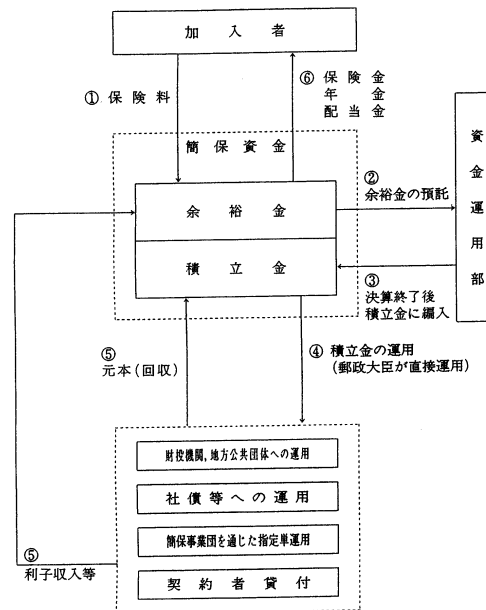 加入者
①保険料
⑥保険金
年金
配当金
簡保資金
余裕金
積立金
②
余裕金の預託
資金運用部
③
決算終了後
積立金に編入
⑤
元本(回収)
④積立金の運用
(郵政大臣が直接運用)
財投機関,地方公共団体への運用
社債等への運用
簡保事業団を通じた指定単運用
契約者貸付
⑤
利子収入等